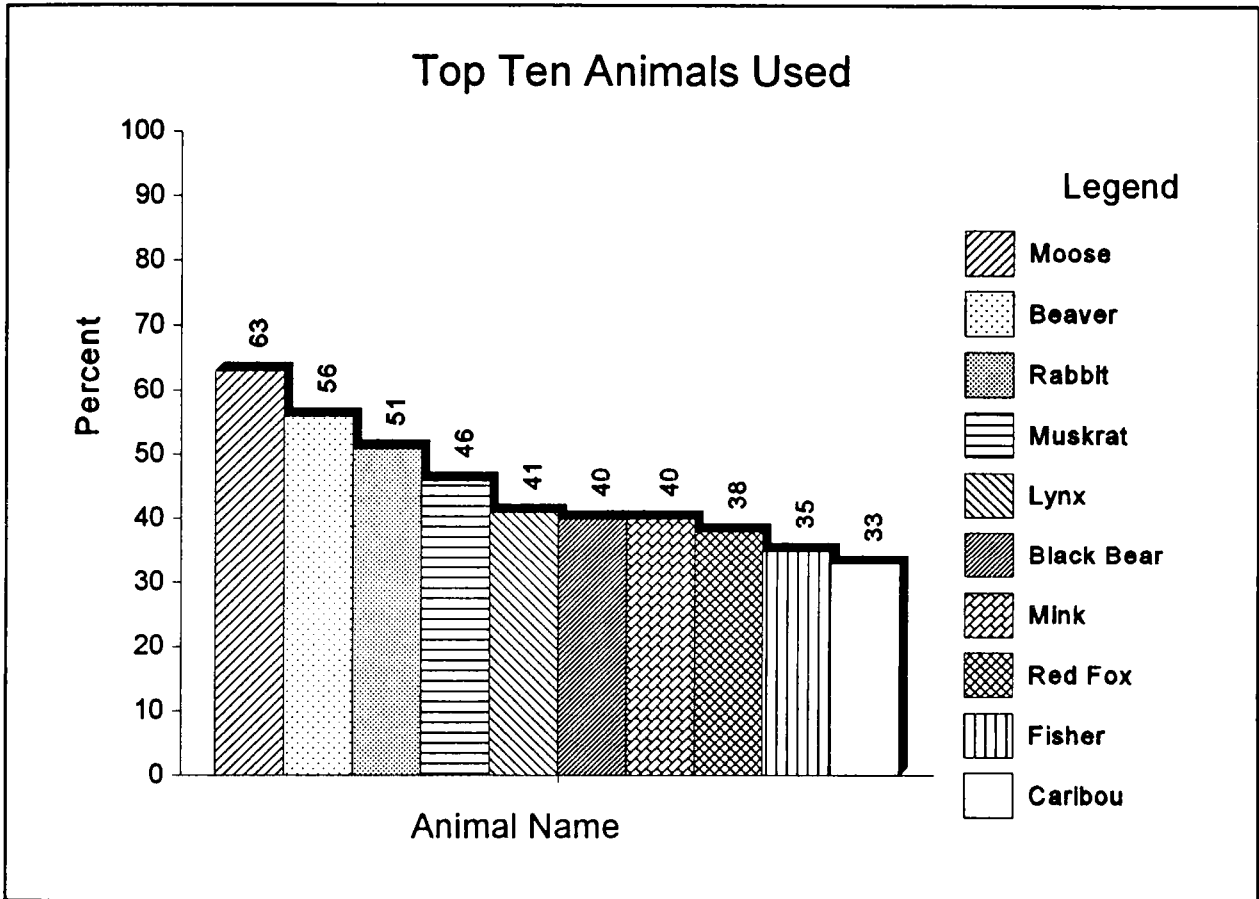 Top Ten Animals Used
100
90
80
70
60
50
40
30
20
10
0
Percent
63
56
51
46
41
40
40
38
35
33
Animal Name
Legend
Moose
Beaver
Rabbit
Muskrat
Lynx
Black Bear
Mink
Red Fox
Fisher
Caribou